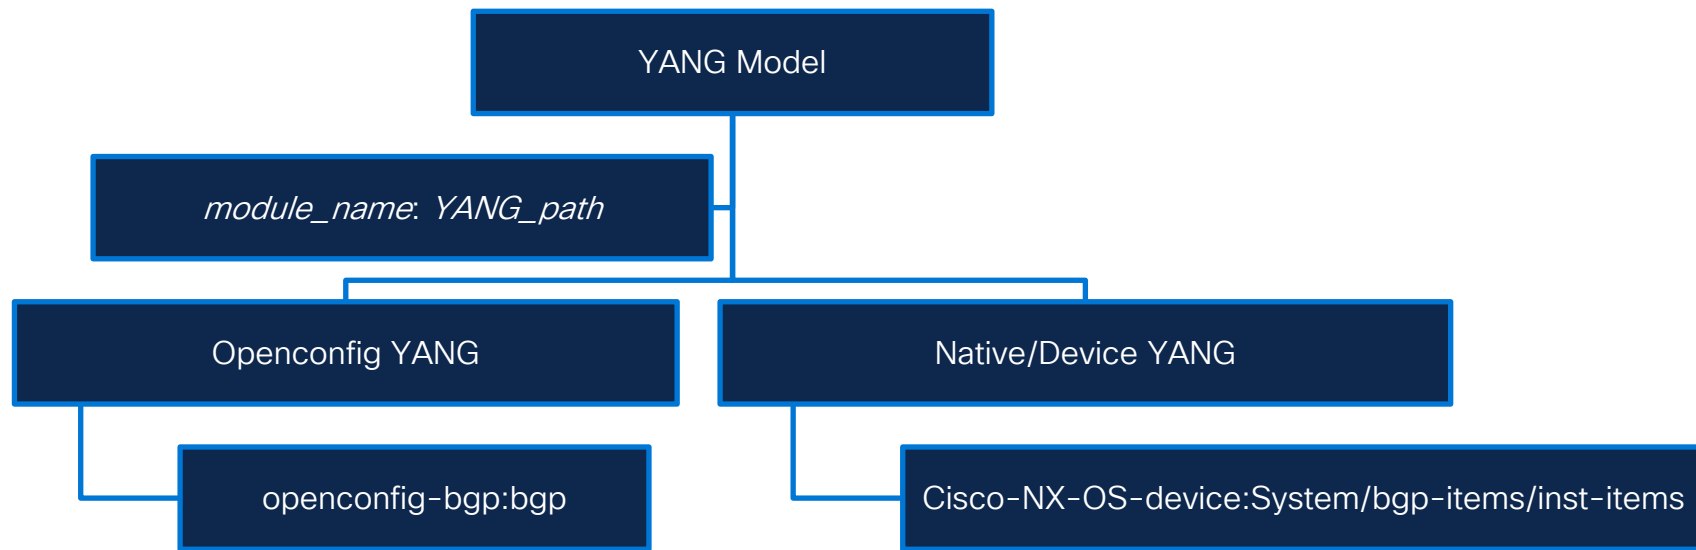 YANG Model
module_name: YANG_path
Openconfig YANG
Native/Device YANG
openconfig-bgp:bgp
Cisco-NX-OS-device:System/bgp-items/inst-items